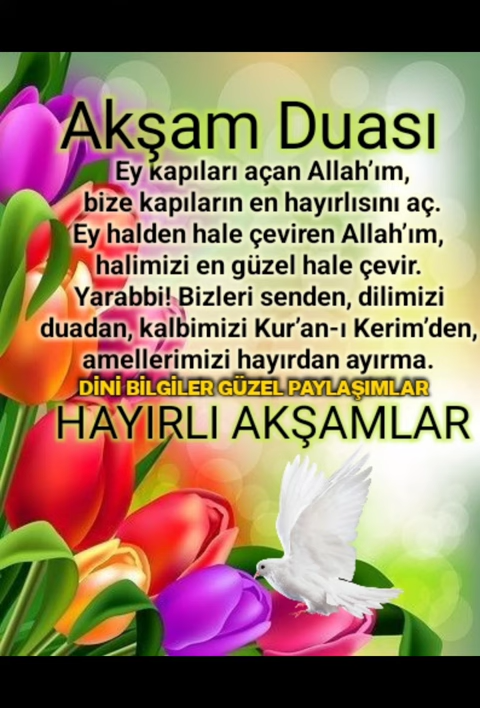 Akşam Duası
Ey kapıları açan Allah’ım,
bize kapıların en hayırlısını aç.
Ey halden hale çeviren Allah’ım,
halimizi en güzel hale çevir.
Yarabbi! Bizleri senden, dilimizi
duadan, kalbimizi Kur’an-ı Kerim’den,
amellerimizi hayırdan ayırma.
DİNİ BİLGİLER GÜZEL PAYLAŞIMLAR
HAYIRLI AKŞAMLAR